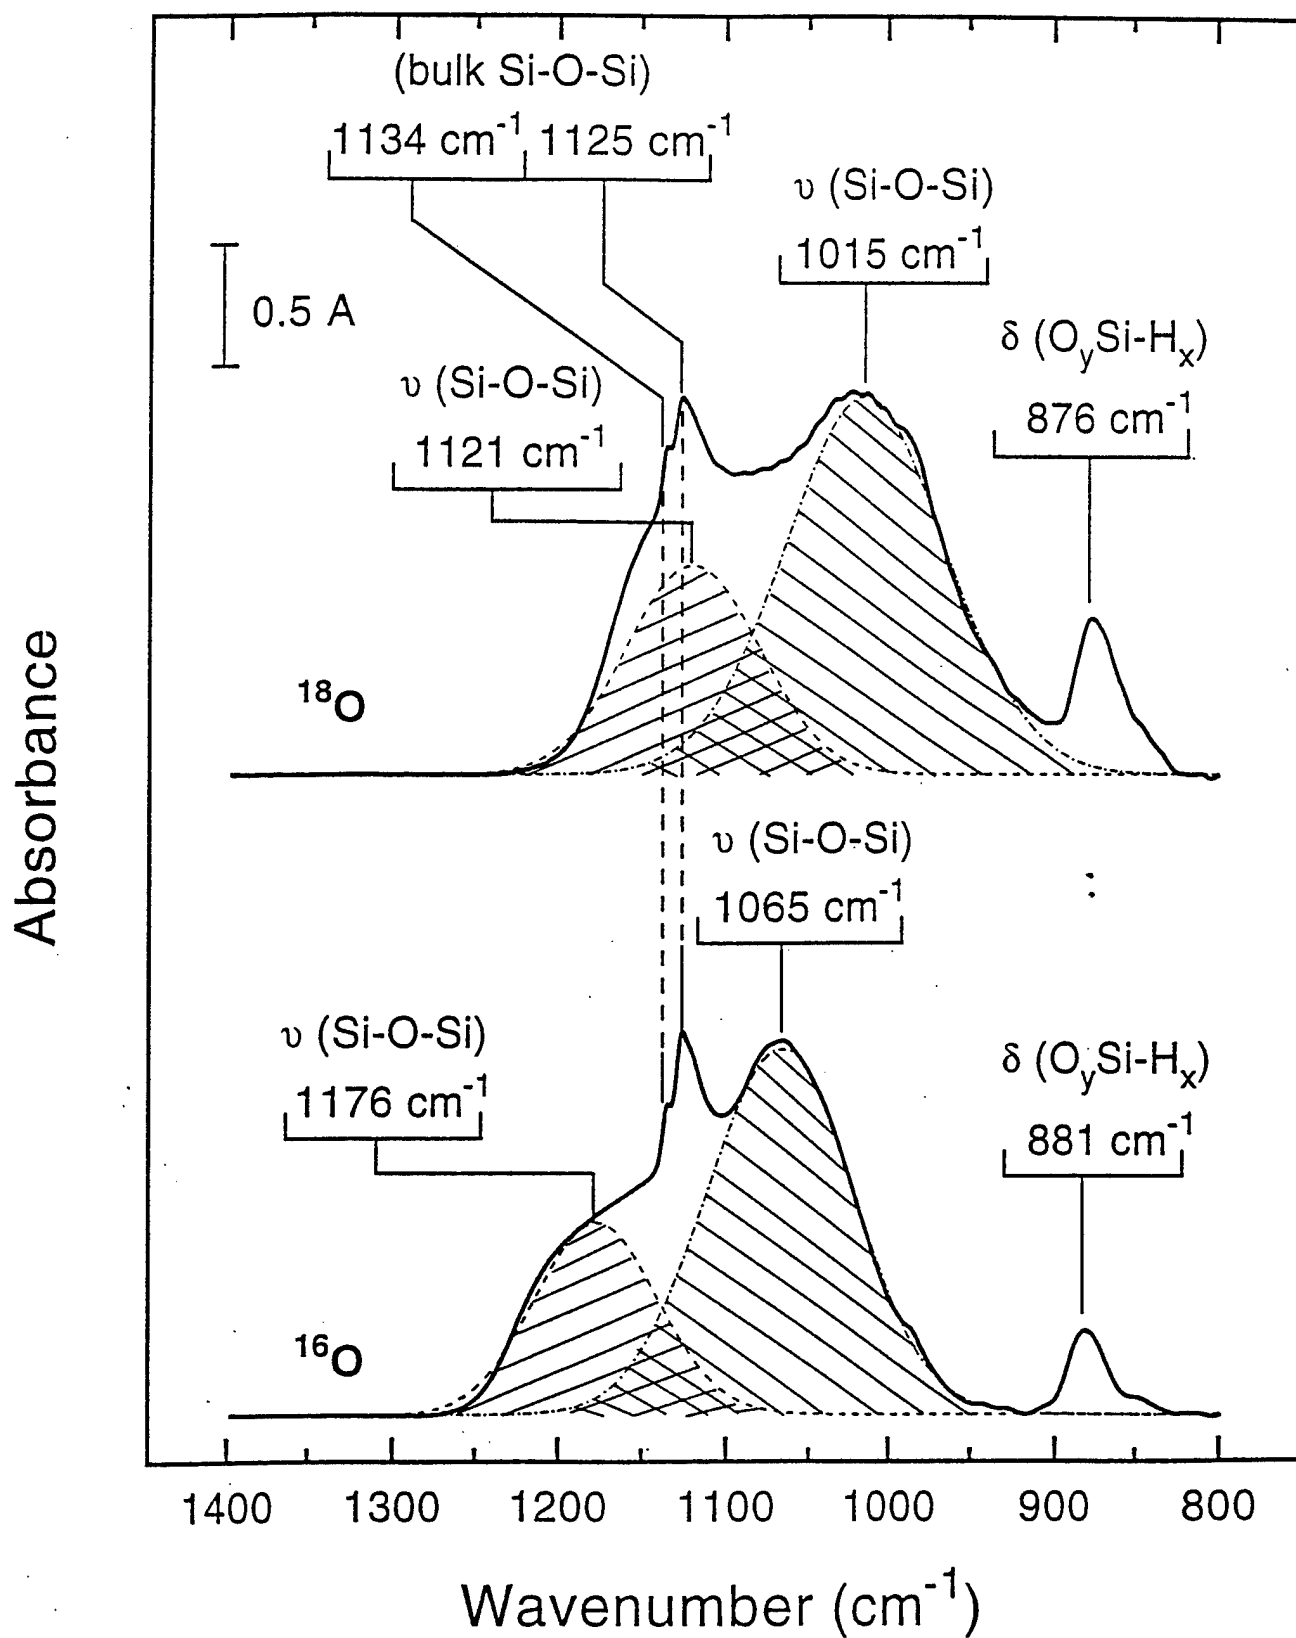 (bulk Si-O-Si)
1134 cm⁻¹ 1125 cm⁻¹
υ (Si-O-Si)
1015 cm⁻¹
0.5 A
δ (OᵧSi-Hₓ)
876 cm⁻¹
υ (Si-O-Si)
1121 cm⁻¹
¹⁸O
υ (Si-O-Si)
1065 cm⁻¹
υ (Si-O-Si)
1176 cm⁻¹
δ (OᵧSi-Hₓ)
881 cm⁻¹
¹⁶O
Absorbance
1400 1300 1200 1100 1000 900 800
Wavenumber (cm⁻¹)